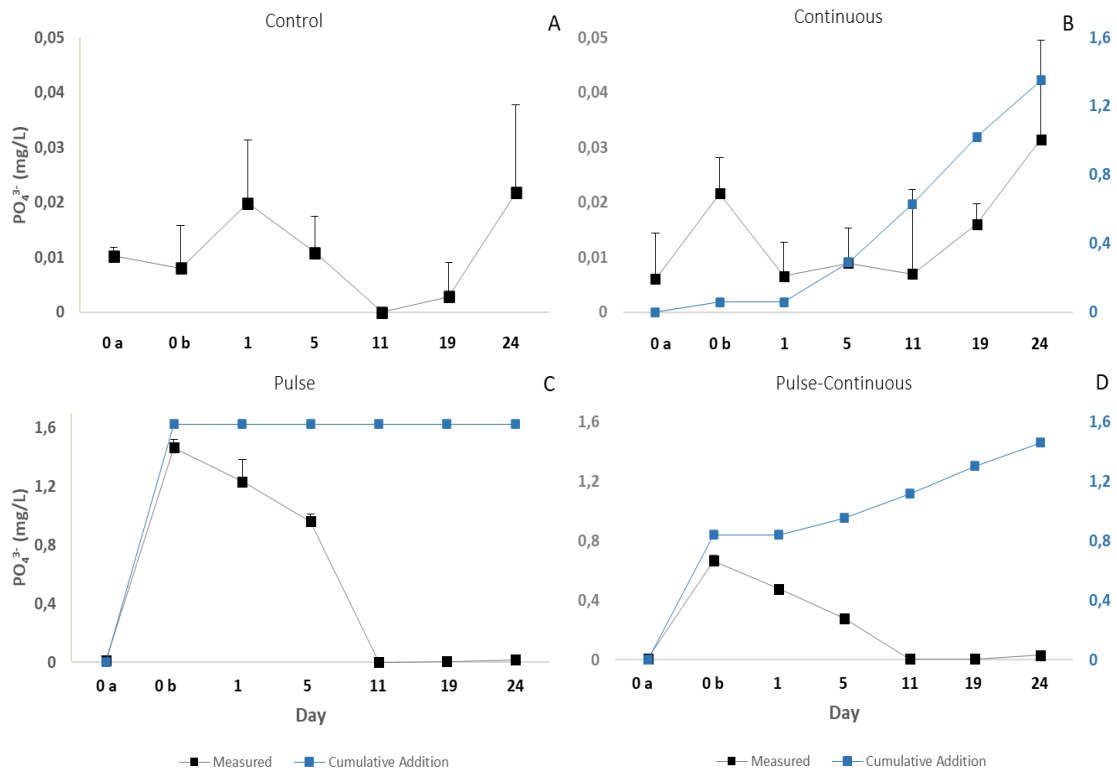 Control
A
0,05
0,04
0,03
0,02
0,01
0
PO₄³⁻ (mg/L)
0 a 0 b 1 5 11 19 24
Continuous
B
0,05
0,04
0,03
0,02
0,01
0
1,6
1,2
0,8
0,4
0
0 a 0 b 1 5 11 19 24
Pulse
C
1,6
1,2
0,8
0,4
0
PO₄³⁻ (mg/L)
0 a 0 b 1 5 11 19 24
Day
Pulse-Continuous
D
1,6
1,2
0,8
0,4
0
1,6
1,2
0,8
0,4
0
0 a 0 b 1 5 11 19 24
Day
Measured Cumulative Addition
Measured Cumulative Addition